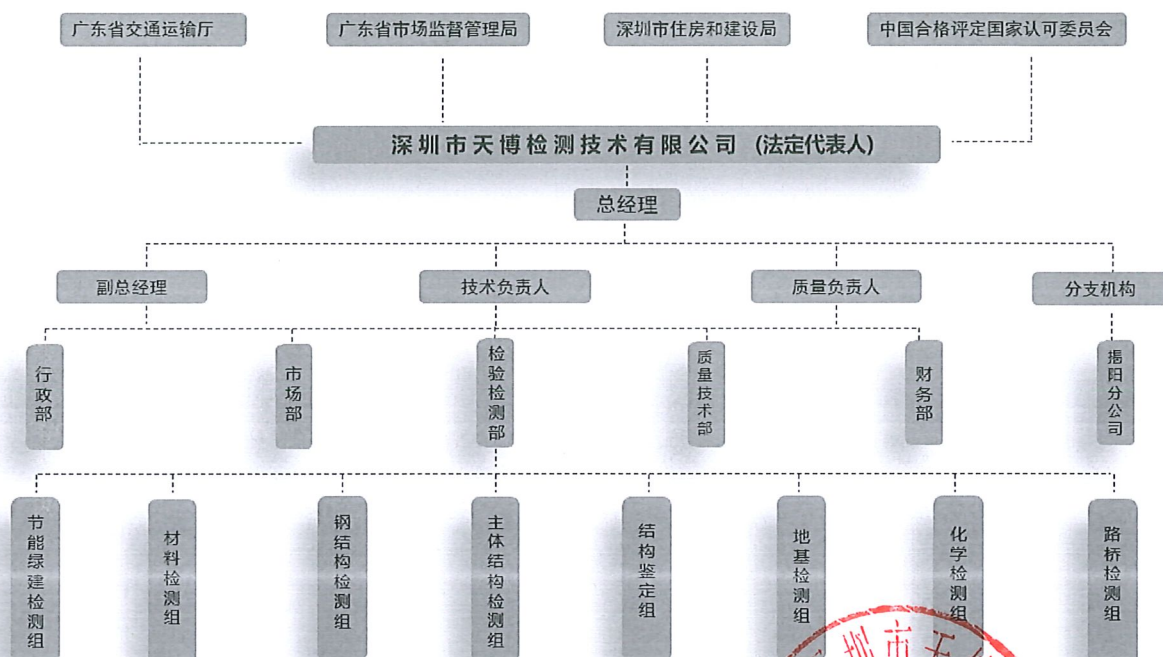 广东省交通运输厅
广东省市场监督管理局
深圳市住房和建设局
中国合格评定国家认可委员会
深圳市天博检测技术有限公司 (法定代表人)
总经理
副总经理
技术负责人
质量负责人
分支机构
行政部
市场部
检验检测部
质量技术部
财务部
揭阳分公司
节能绿建检测组
材料检测组
钢结构检测组
主体结构检测组
结构鉴定组
地基检测组
化学检测组
路桥检测组
圳市天